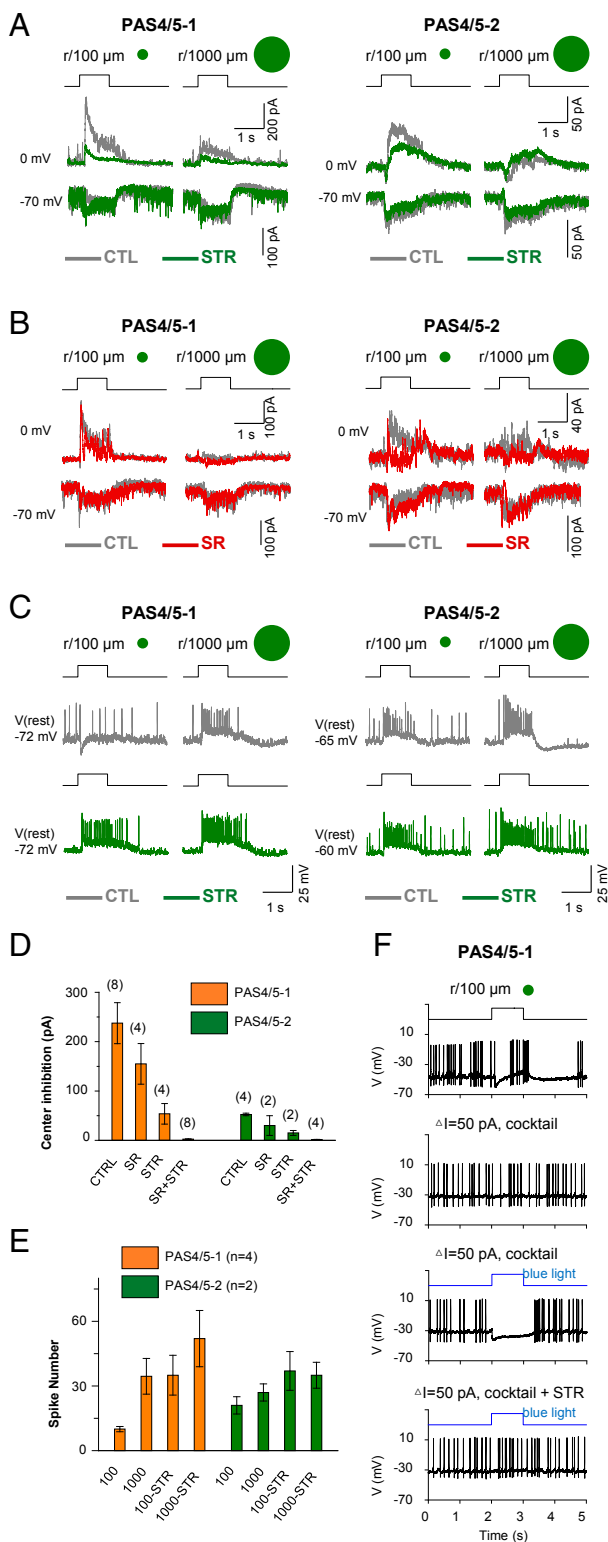 A
PAS4/5-1
PAS4/5-2
r/100 µm
r/1000 µm
r/100 µm
r/1000 µm
1 s
200 pA
1 s
50 pA
0 mV
0 mV
-70 mV
-70 mV
100 pA
50 pA
CTL
STR
CTL
STR
B
PAS4/5-1
PAS4/5-2
r/100 µm
r/1000 µm
r/100 µm
r/1000 µm
1 s
100 pA
1 s
40 pA
0 mV
0 mV
-70 mV
-70 mV
100 pA
100 pA
CTL
SR
CTL
SR
C
PAS4/5-1
PAS4/5-2
r/100 µm
r/1000 µm
r/100 µm
r/1000 µm
V(rest)
-72 mV
V(rest)
-65 mV
V(rest)
-72 mV
V(rest)
-60 mV
CTL
STR
1 s
25 mV
CTL
STR
1 s
25 mV
D
Center inhibition (pA)
300
200
100
0
(8)
(4)
(4)
(8)
(4)
(2)
(2)
(4)
PAS4/5-1
PAS4/5-2
CTRL
SR
STR
SR+STR
CTRL
SR
STR
SR+STR
E
PAS4/5-1 (n=4)
PAS4/5-2 (n=2)
Spike Number
60
30
0
100
1000
100-STR
1000-STR
100
1000
100-STR
1000-STR
F
PAS4/5-1
r/100 µm
V (mV)
10
-30
-70
△I=50 pA, cocktail
V (mV)
10
-30
-70
△I=50 pA, cocktail
blue light
V (mV)
10
-30
-70
△I=50 pA, cocktail + STR
blue light
V (mV)
10
-30
-70
0
1
2
3
4
5
Time (s)